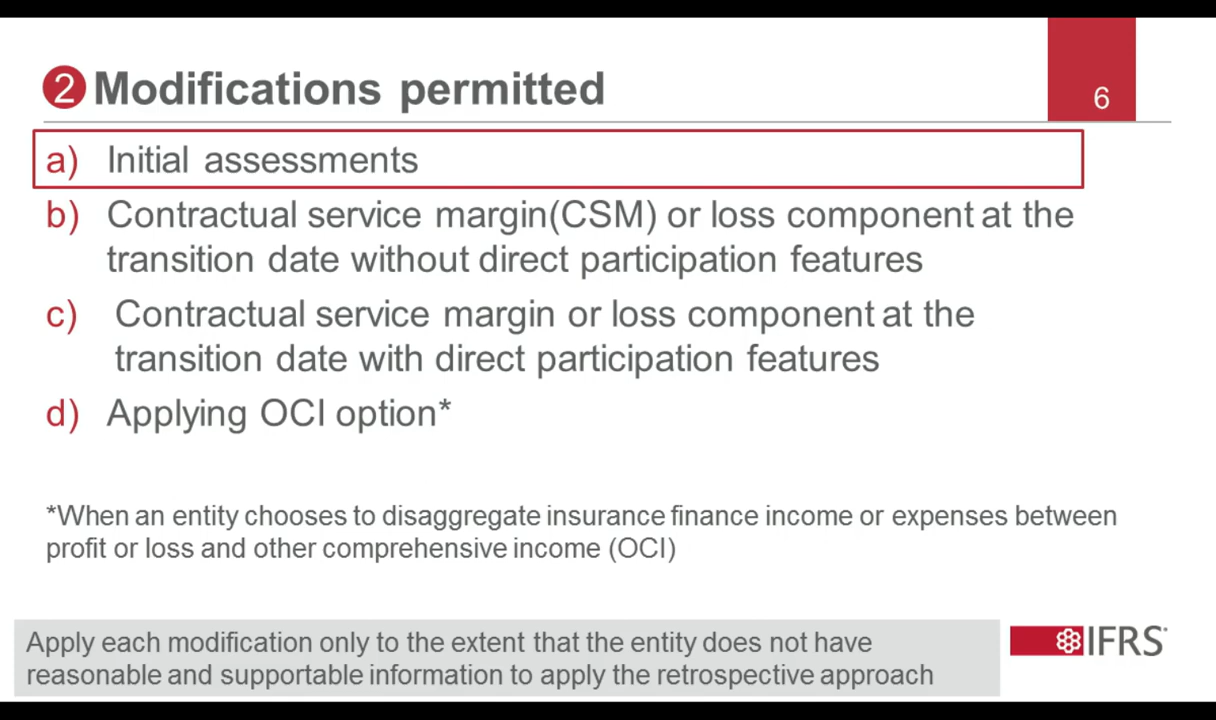 2 Modifications permitted
6
a) Initial assessments
b) Contractual service margin(CSM) or loss component at the
transition date without direct participation features
c) Contractual service margin or loss component at the
transition date with direct participation features
d) Applying OCI option*
*When an entity chooses to disaggregate insurance finance income or expenses between
profit or loss and other comprehensive income (OCI)
Apply each modification only to the extent that the entity does not have
reasonable and supportable information to apply the retrospective approach
IFRS